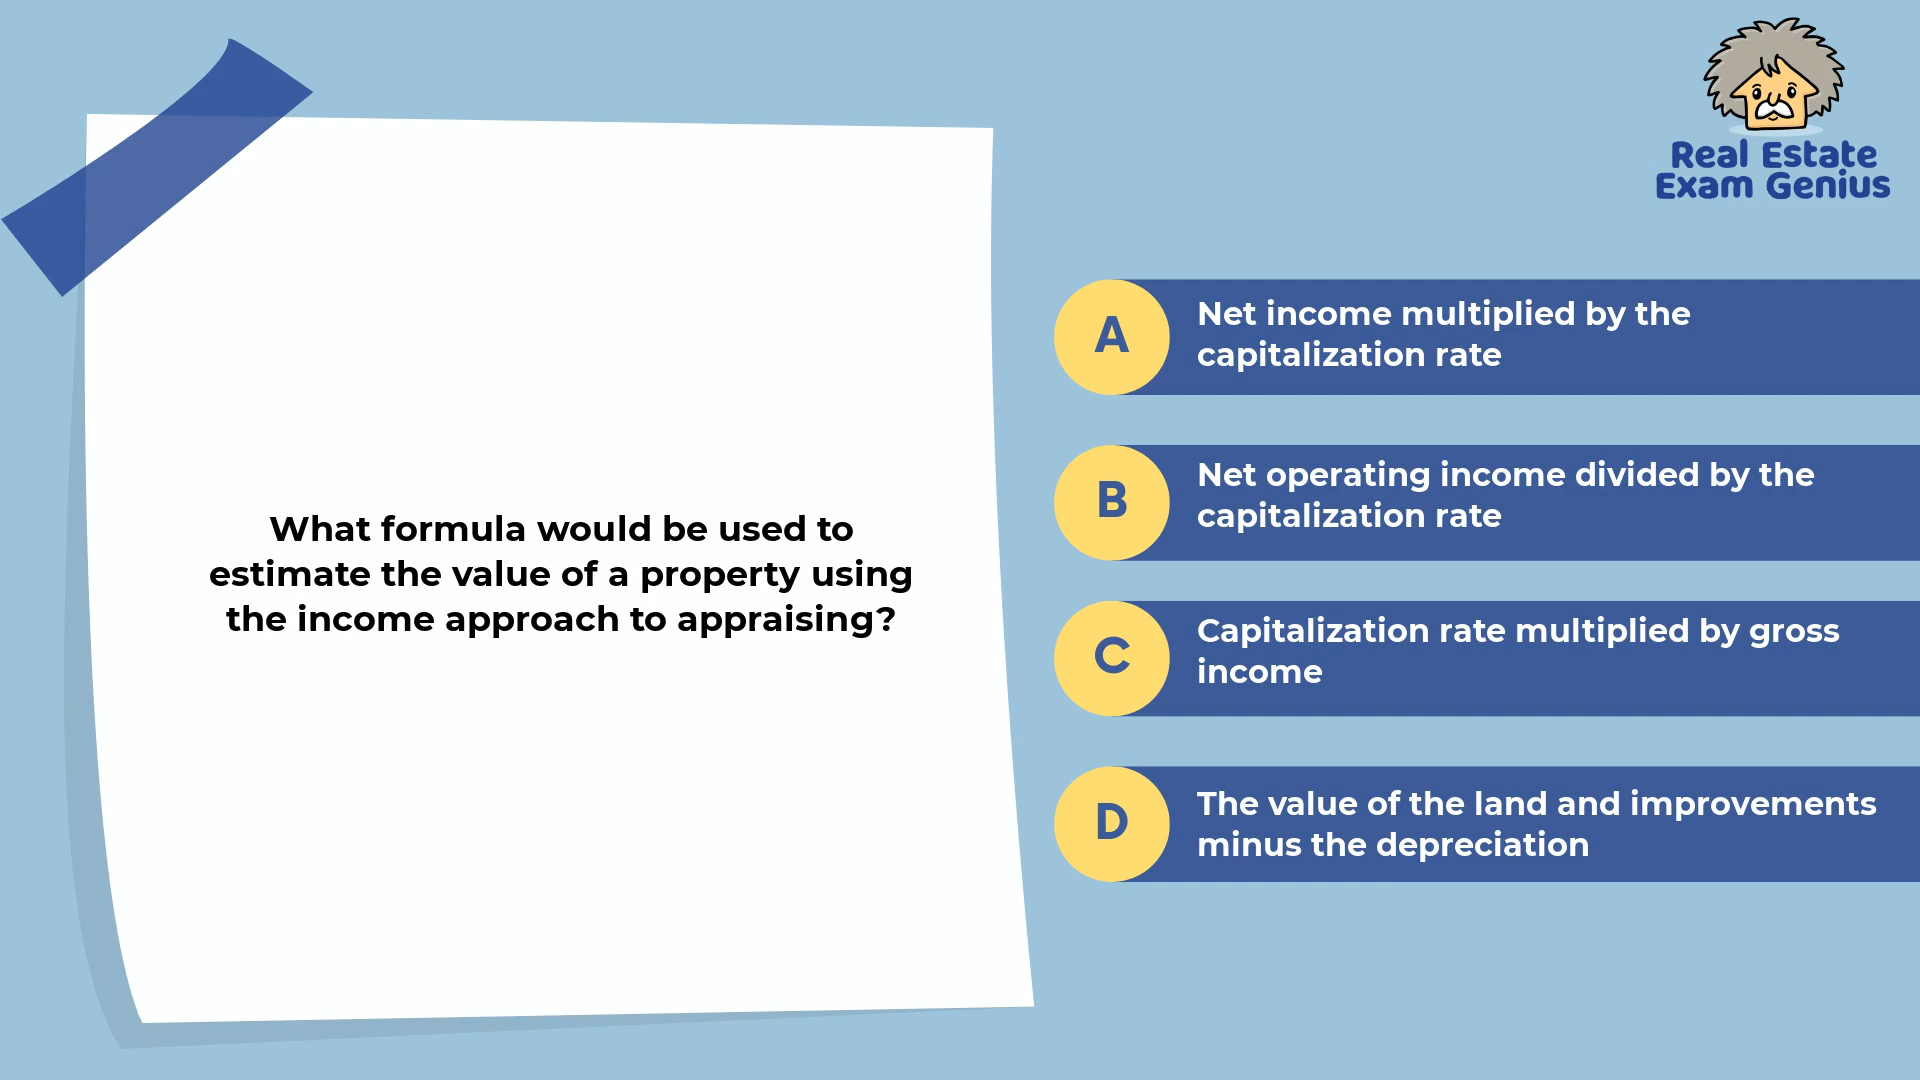 Real Estate
Exam Genius
What formula would be used to
estimate the value of a property using
the income approach to appraising?
A
Net income multiplied by the
capitalization rate
B
Net operating income divided by the
capitalization rate
C
Capitalization rate multiplied by gross
income
D
The value of the land and improvements
minus the depreciation